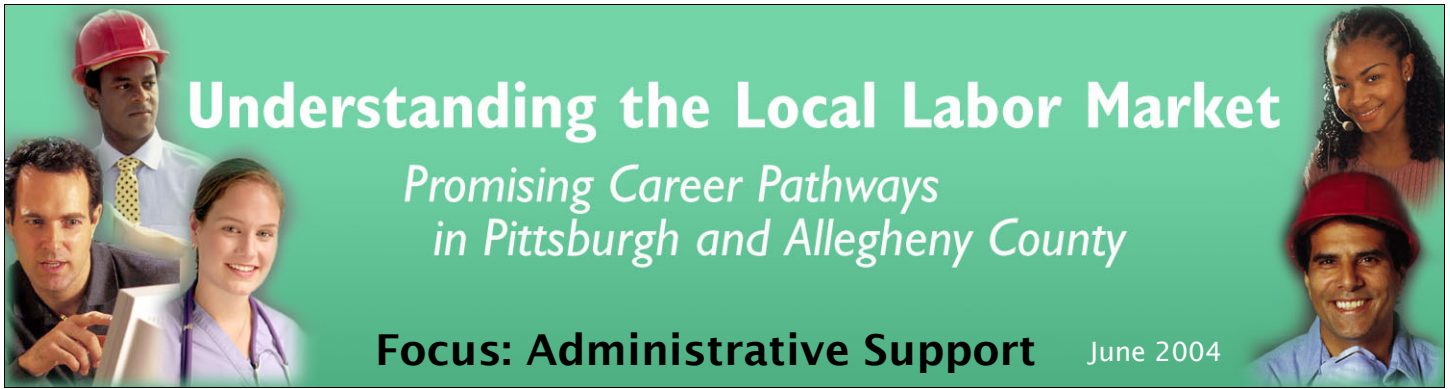 Understanding the Local Labor Market
Promising Career Pathways
in Pittsburgh and Allegheny County
Focus: Administrative Support June 2004